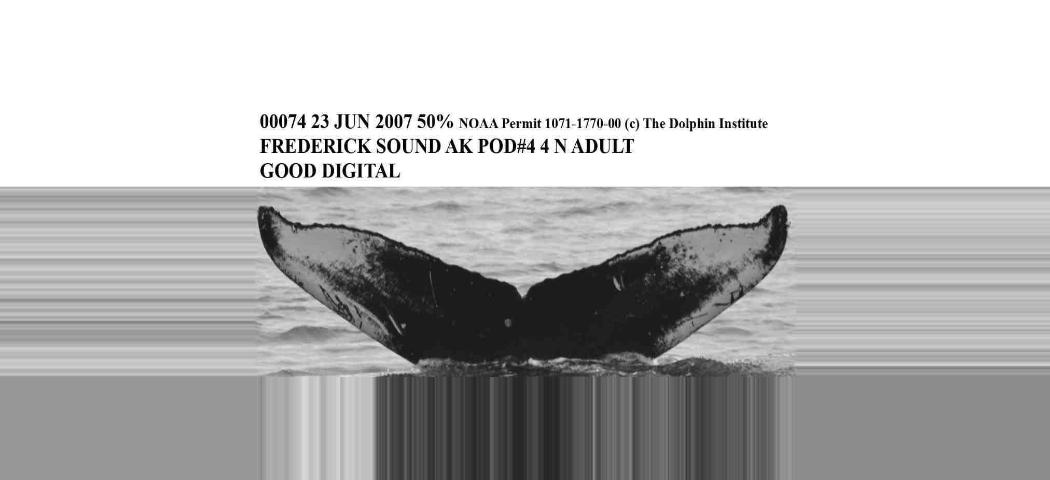 00074 23 JUN 2007 50% NOAA Permit 1071-1770-00 (c) The Dolphin Institute
FREDERICK SOUND AK POD#4 4 N ADULT
GOOD DIGITAL